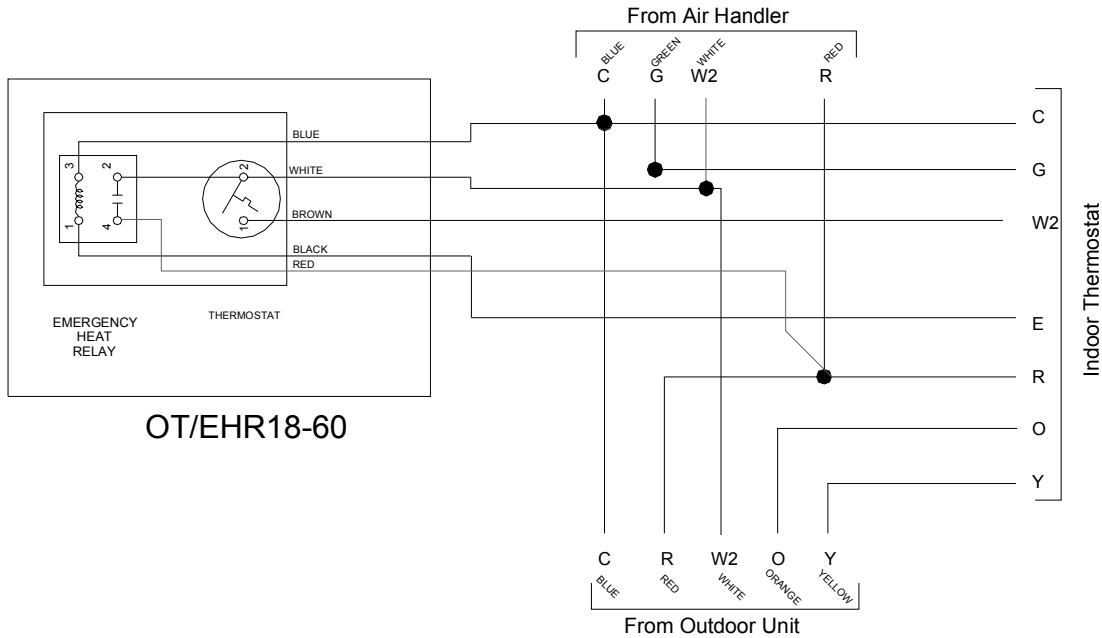 From Air Handler
BLUE
GREEN
WHITE
RED
C G W2 R
C
G
W2
E
R
O
Y
Indoor Thermostat
BLUE
WHITE
BROWN
BLACK
RED
3 2
1 4
2
1
EMERGENCY
HEAT
RELAY
THERMOSTAT
OT/EHR18-60
C R W2 O Y
BLUE
RED
WHITE
ORANGE
YELLOW
From Outdoor Unit